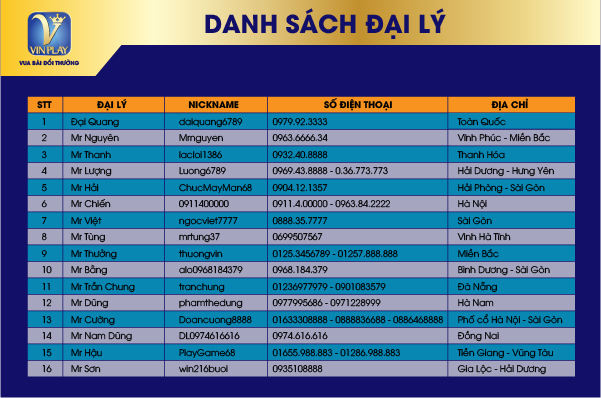 DANH SÁCH ĐẠI LÝ
VINPLAY
VUA BÀI ĐỔI THƯỞNG
STT ĐẠI LÝ NICKNAME SỐ ĐIỆN THOẠI ĐỊA CHỈ
1 Đại Quang daiquang6789 0979.92.3333 Toàn Quốc
2 Mr Nguyên Mrnguyen 0963.6666.34 Vĩnh Phúc - Miền Bắc
3 Mr Thanh lacloi1386 0932.40.8888 Thanh Hóa
4 Mr Lượng Luong6789 0969.43.8888 - 0.36.773.773 Hải Dương - Hưng Yên
5 Mr Hải ChucMayMan68 0904.12.1357 Hải Phòng - Sài Gòn
6 Mr Chiến 0911400000 0911.4.00000 - 0963.84.2222 Hà Nội
7 Mr Việt ngocviet7777 0888.35.7777 Sài Gòn
8 Mr Tùng mrtung37 0699507567 Vinh Hà Tĩnh
9 Mr Thưởng thuongvin 0125.3456789 - 01257.888.888 Miền Bắc
10 Mr Bằng alo0968184379 0968.184.379 Bình Dương - Sài Gòn
11 Mr Trần Chung tranchung 01236977979 - 0901083579 Đà Nẵng
12 Mr Dũng phamthedung 0977995686 - 0971228999 Hà Nam
13 Mr Cường Doancuong8888 01633308888 - 0888836688 - 0886468888 Phố cổ Hà Nội - Sài Gòn
14 Mr Nam Dũng DL0974616616 0974.616.616 Đồng Nai
15 Mr Hậu PlayGame68 01655.988.883 - 01286.988.883 Tiền Giang - Vũng Tàu
16 Mr Sơn win216buoi 0935108888 Gia Lộc - Hải Dương